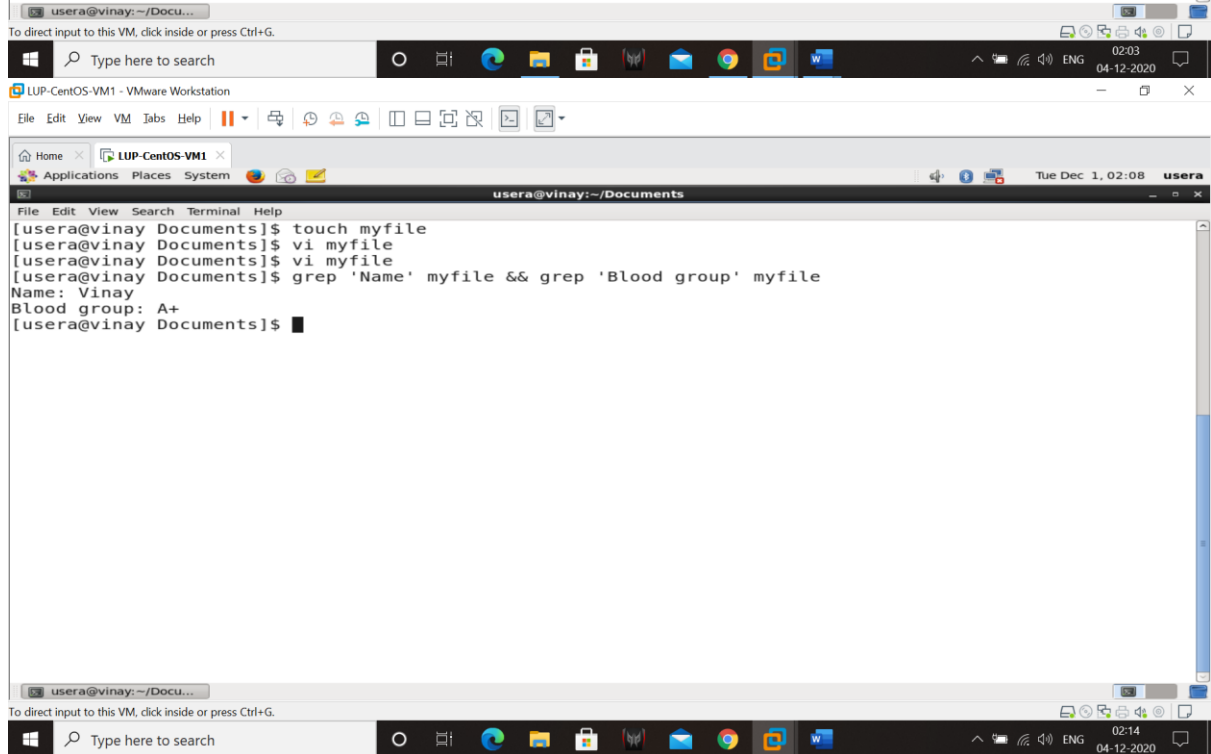 usera@vinay:~/Docu...
To direct input to this VM, click inside or press Ctrl+G.
Type here to search
W
ENG
02:03
04-12-2020
LUP-CentOS-VM1 - VMware Workstation
File Edit View VM Tabs Help
Home
LUP-CentOS-VM1
Applications Places System
Tue Dec 1, 02:08 usera
usera@vinay:~/Documents
File Edit View Search Terminal Help
[usera@vinay Documents]$ touch myfile
[usera@vinay Documents]$ vi myfile
[usera@vinay Documents]$ vi myfile
[usera@vinay Documents]$ grep 'Name' myfile && grep 'Blood group' myfile
Name: Vinay
Blood group: A+
[usera@vinay Documents]$
usera@vinay:~/Docu...
To direct input to this VM, click inside or press Ctrl+G.
Type here to search
W
ENG
02:14
04-12-2020